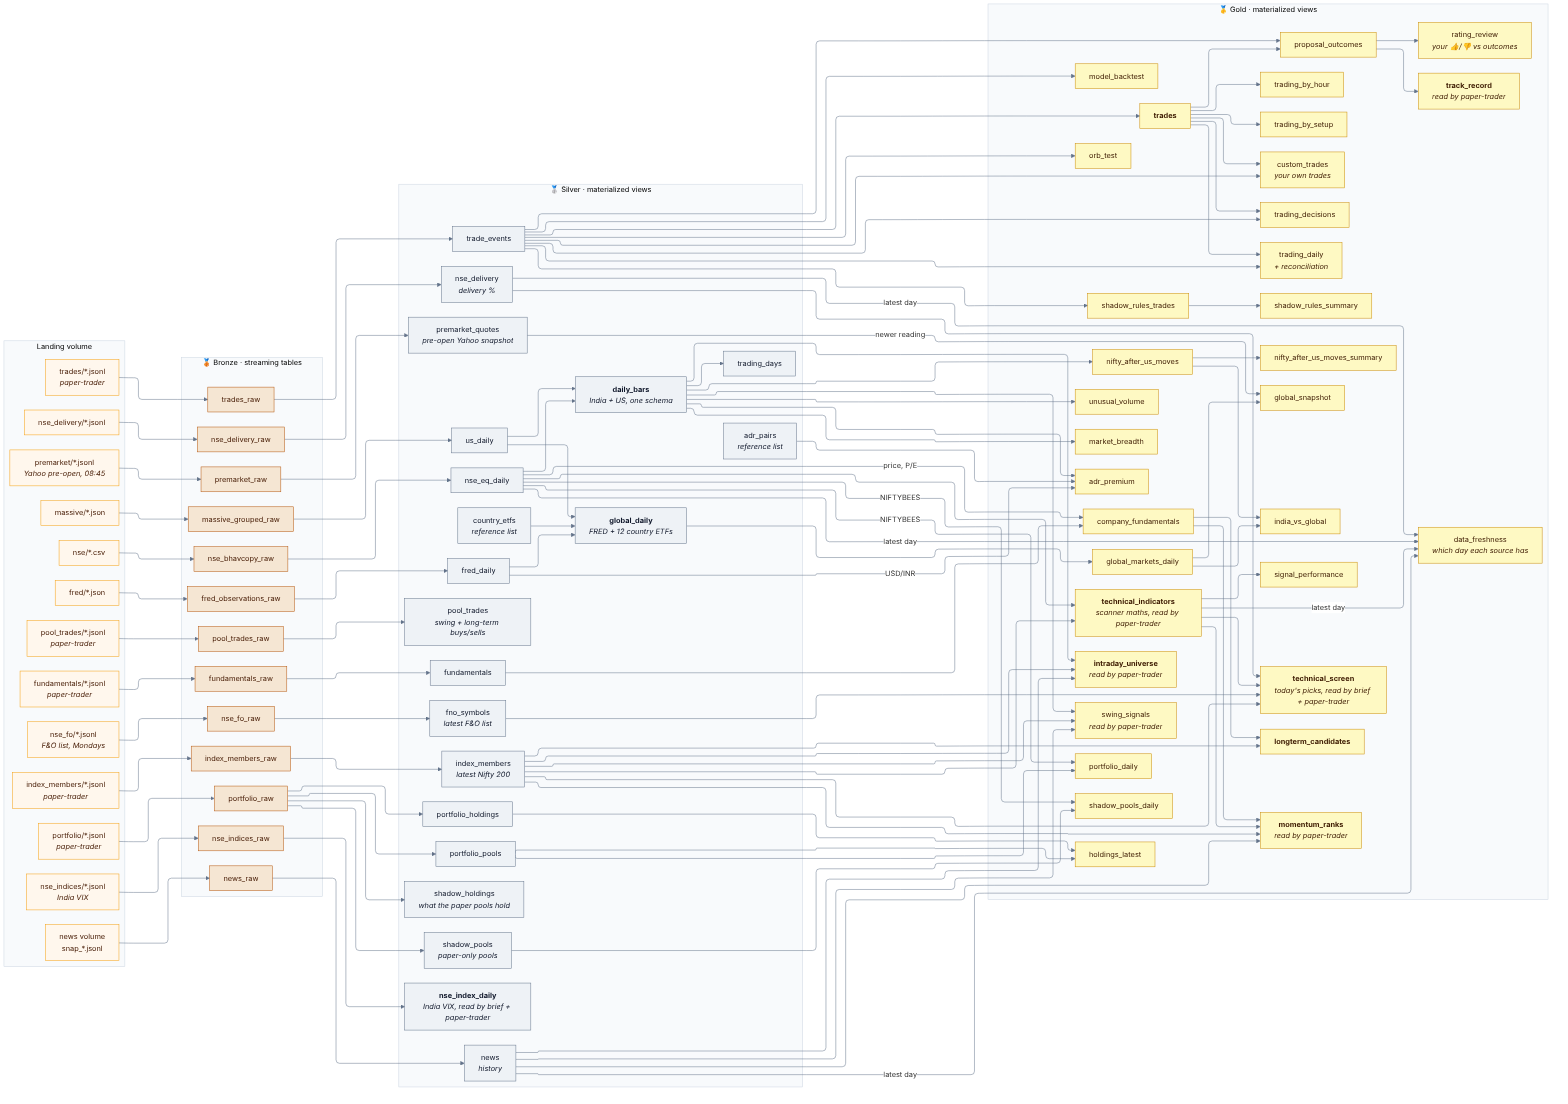 Landing volume
trades/*.jsonl
paper-trader
nse_delivery/*.jsonl
premarket/*.jsonl
Yahoo pre-open, 08:45
massive/*.json
nse/*.csv
fred/*.json
pool_trades/*.jsonl
paper-trader
fundamentals/*.jsonl
paper-trader
nse_fo/*.jsonl
F&O list, Mondays
index_members/*.jsonl
paper-trader
portfolio/*.jsonl
paper-trader
nse_indices/*.jsonl
India VIX
news volume
snap_*.jsonl
🥉 Bronze · streaming tables
trades_raw
nse_delivery_raw
premarket_raw
massive_grouped_raw
nse_bhavcopy_raw
fred_observations_raw
pool_trades_raw
fundamentals_raw
nse_fo_raw
index_members_raw
portfolio_raw
nse_indices_raw
news_raw
🥈 Silver · materialized views
trade_events
nse_delivery
delivery %
premarket_quotes
pre-open Yahoo snapshot
us_daily
nse_eq_daily
country_etfs
reference list
fred_daily
pool_trades
swing + long-term
buys/sells
fundamentals
fno_symbols
latest F&O list
index_members
latest Nifty 200
portfolio_holdings
portfolio_pools
shadow_holdings
what the paper pools hold
shadow_pools
paper-only pools
nse_index_daily
India VIX, read by brief +
paper-trader
news
history
daily_bars
India + US, one schema
global_daily
FRED + 12 country ETFs
trading_days
adr_pairs
reference list
latest day
newer reading
price, P/E
NIFTYBEES
NIFTYBEES
latest day
USD/INR
latest day
latest day
🥇 Gold · materialized views
model_backtest
trades
orb_test
shadow_rules_trades
nifty_after_us_moves
unusual_volume
market_breadth
adr_premium
company_fundamentals
global_markets_daily
technical_indicators
scanner maths, read by
paper-trader
intraday_universe
read by paper-trader
swing_signals
read by paper-trader
portfolio_daily
shadow_pools_daily
holdings_latest
proposal_outcomes
trading_by_hour
trading_by_setup
custom_trades
your own trades
trading_decisions
trading_daily
+ reconciliation
shadow_rules_summary
nifty_after_us_moves_summary
global_snapshot
india_vs_global
signal_performance
technical_screen
today's picks, read by brief
+ paper-trader
longterm_candidates
momentum_ranks
read by paper-trader
rating_review
your 👍/👎 vs outcomes
track_record
read by paper-trader
data_freshness
which day each source has